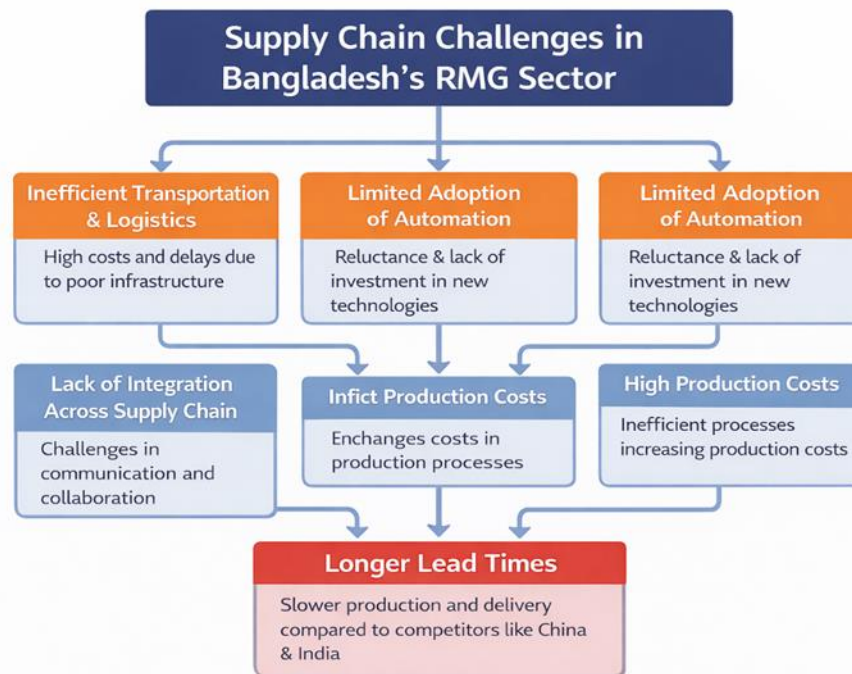 Supply Chain Challenges in
Bangladesh's RMG Sector
Inefficient Transportation
& Logistics
High costs and delays due
to poor infrastructure
Limited Adoption
of Automation
Reluctance & lack of
investment in new
technologies
Limited Adoption
of Automation
Reluctance & lack of
investment in new
technologies
Lack of Integration
Across Supply Chain
Challenges in
communication and
collaboration
Infict Production Costs
Enchanges costs in
production processes
High Production Costs
Inefficient processes
increasing production costs
Longer Lead Times
Slower production and delivery
compared to competitors like China
& India